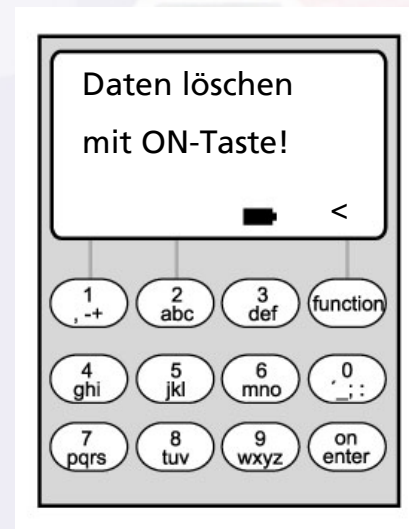 Daten löschen
mit ON-Taste!
<
1
, -+
2
abc
3
def
function
4
ghi
5
jkl
6
mno
0
´_; :
7
pqrs
8
tuv
9
wxyz
on
enter